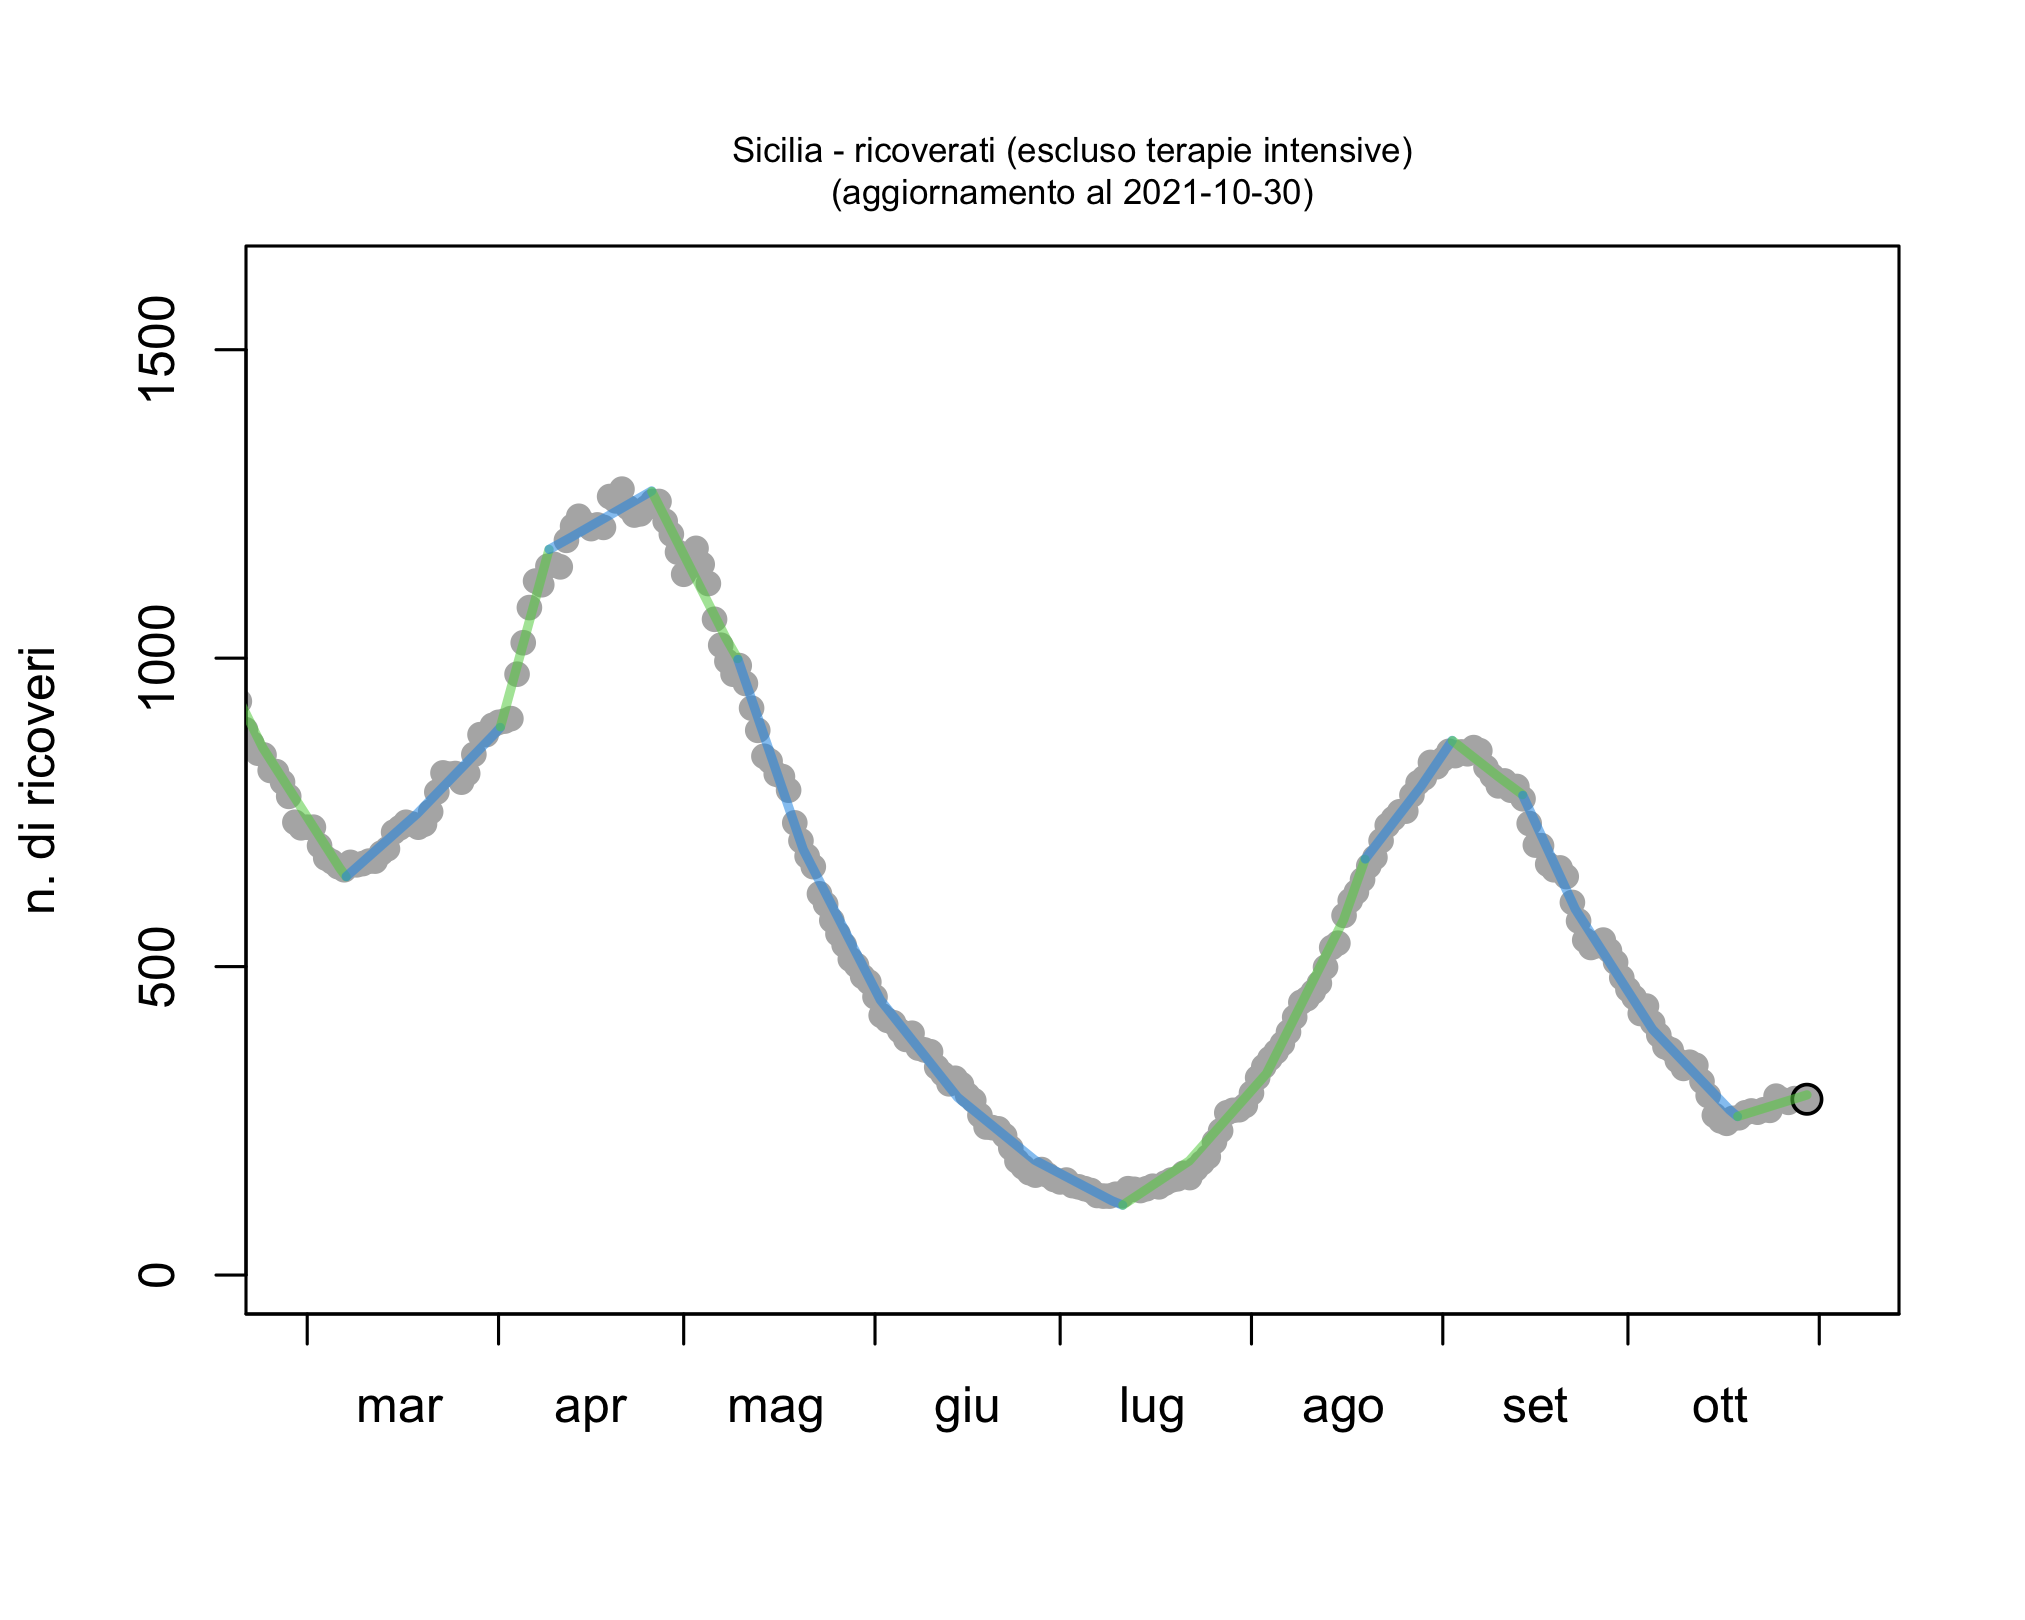 Sicilia - ricoverati (escluso terapie intensive)
(aggiornamento al 2021-10-30)
n. di ricoveri
1500
1000
500
0
mar apr mag giu lug ago set ott